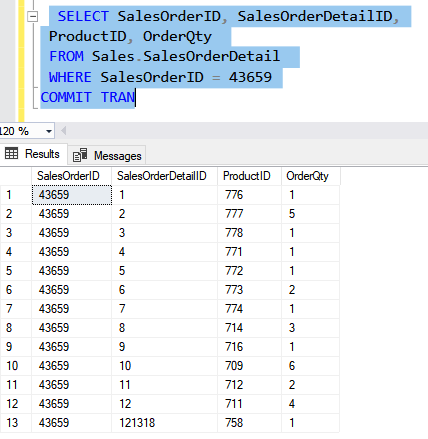 SELECT SalesOrderID, SalesOrderDetailID,
ProductID, OrderQty
FROM Sales.SalesOrderDetail
WHERE SalesOrderID = 43659
COMMIT TRAN
120 %
Results Messages
SalesOrderID SalesOrderDetailID ProductID OrderQty
1 43659 1 776 1
2 43659 2 777 5
3 43659 3 778 1
4 43659 4 771 1
5 43659 5 772 1
6 43659 6 773 2
7 43659 7 774 1
8 43659 8 714 3
9 43659 9 716 1
10 43659 10 709 6
11 43659 11 712 2
12 43659 12 711 4
13 43659 121318 758 1